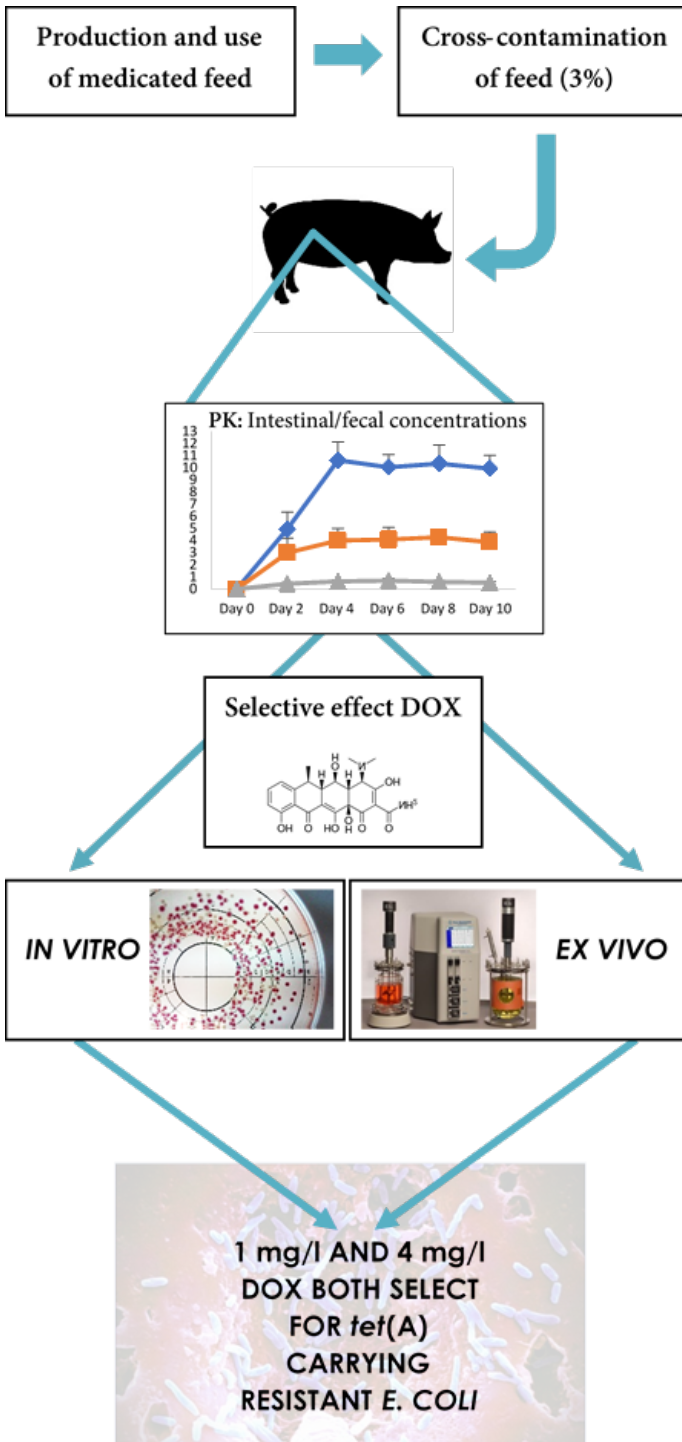 Production and use
of medicated feed
Cross-contamination
of feed (3%)
PK: Intestinal/fecal concentrations
13
12
11
10
9
8
7
6
5
4
3
2
1
0
Day 0 Day 2 Day 4 Day 6 Day 8 Day 10
Selective effect DOX
H
O
H
H
N
OH
OH
O
HO
O
H
OH
O
O
NH
IN VITRO
EX VIVO
1 mg/l AND 4 mg/l
DOX BOTH SELECT
FOR tet(A)
CARRYING
RESISTANT E. COLI